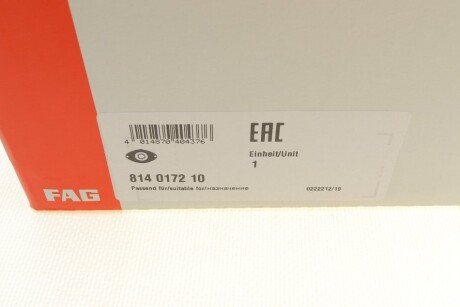 4 014870 404376
EAC
Einheit/Unit
1
814 0172 10
Passend für/suitable for/назначение
0222212/10
FAG